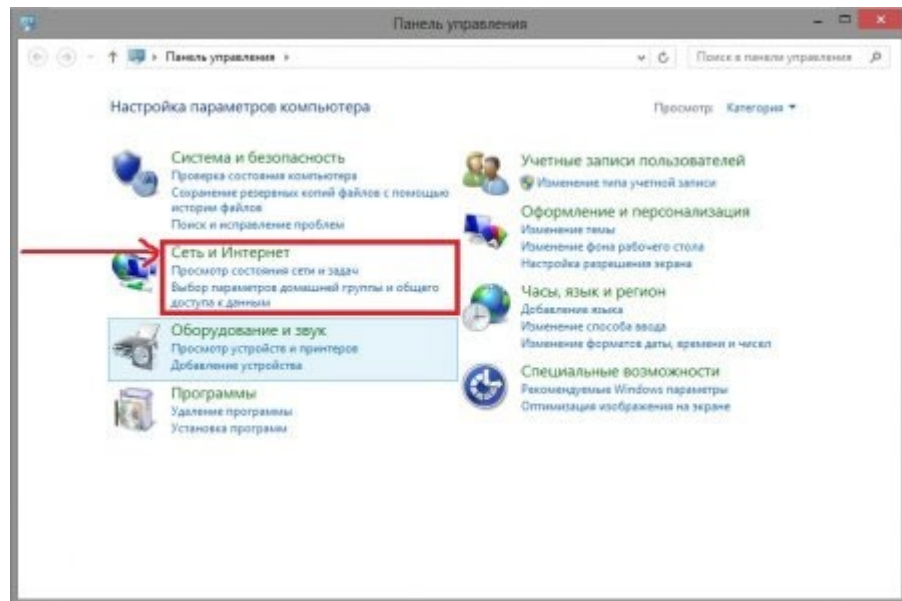 Панель управления
Панель управления
Поиск в панели управления
Настройка параметров компьютера
Просмотр: Категория
Система и безопасность
Проверка состояния компьютера
Сохранение резервных копий файлов с помощью
истории файлов
Поиск и исправление проблем
Сеть и Интернет
Просмотр состояния сети и задач
Выбор параметров домашней группы и общего
доступа к данным
Оборудование и звук
Просмотр устройств и принтеров
Добавление устройства
Программы
Удаление программы
Установка программ
Учетные записи пользователей
Изменение типа учетной записи
Оформление и персонализация
Изменение темы
Изменение фона рабочего стола
Настройка разрешения экрана
Часы, язык и регион
Добавление языка
Изменение способа ввода
Изменение форматов даты, времени и чисел
Специальные возможности
Рекомендуемые Windows параметры
Оптимизация изображения на экране